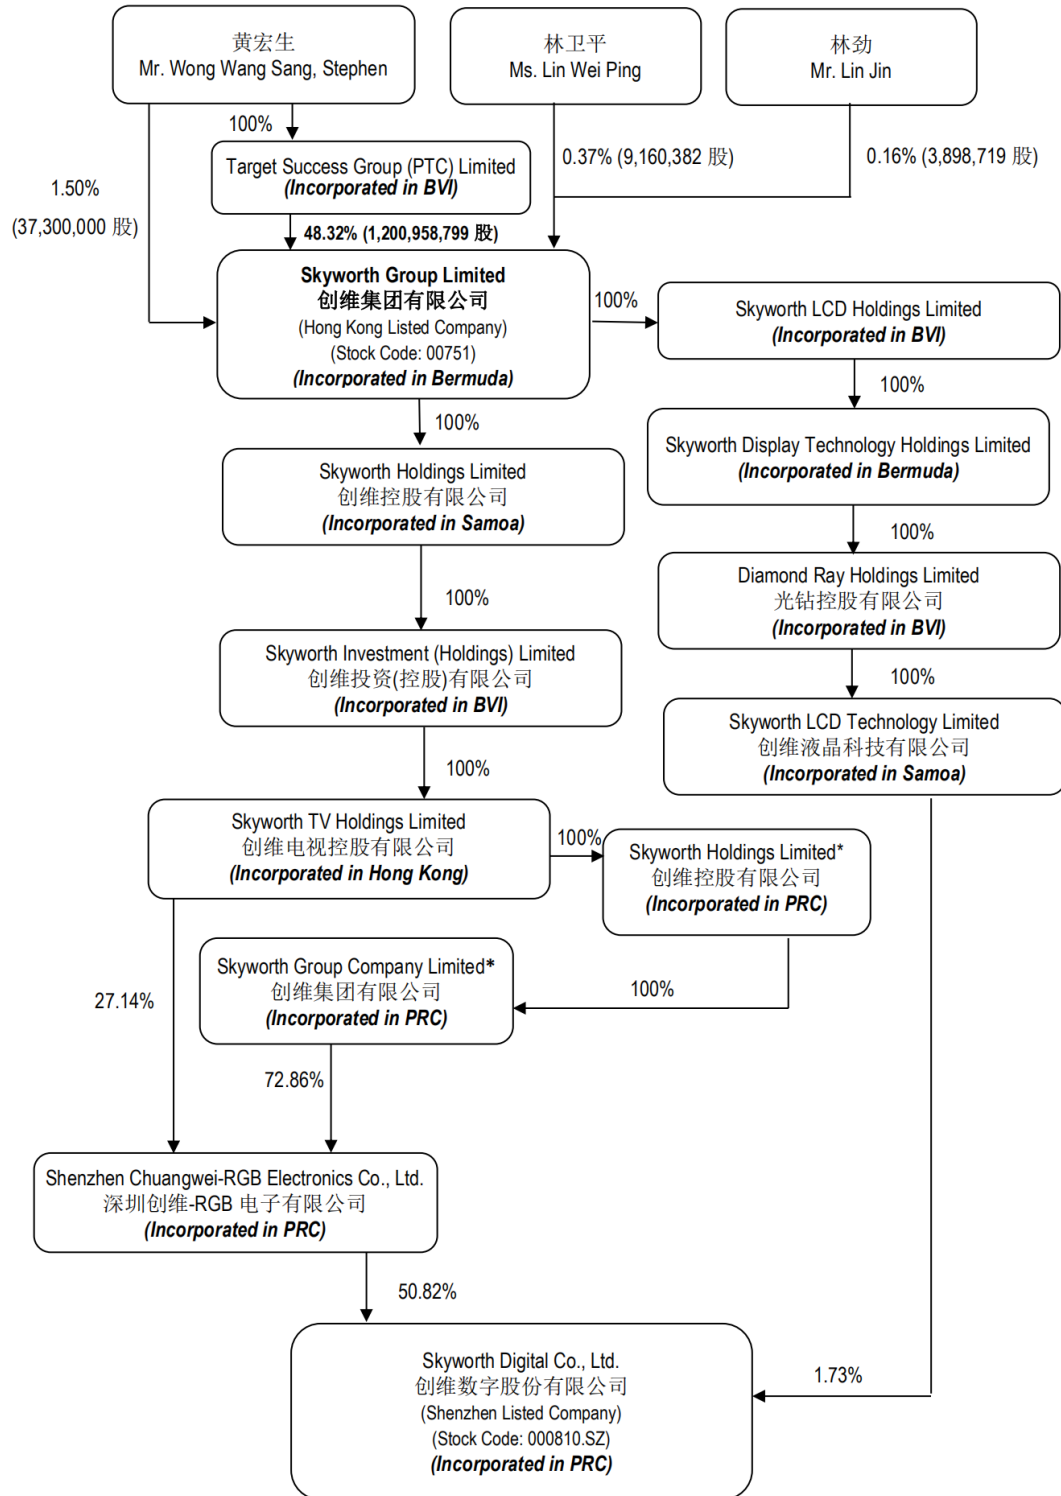 黄宏生
Mr. Wong Wang Sang, Stephen
林卫平
Ms. Lin Wei Ping
林劲
Mr. Lin Jin
100%
Target Success Group (PTC) Limited
(Incorporated in BVI)
0.37% (9,160,382 股)
0.16% (3,898,719 股)
1.50%
(37,300,000 股)
48.32% (1,200,958,799 股)
Skyworth Group Limited
创维集团有限公司
(Hong Kong Listed Company)
(Stock Code: 00751)
(Incorporated in Bermuda)
100%
Skyworth LCD Holdings Limited
(Incorporated in BVI)
100%
100%
Skyworth Display Technology Holdings Limited
(Incorporated in Bermuda)
Skyworth Holdings Limited
创维控股有限公司
(Incorporated in Samoa)
100%
Diamond Ray Holdings Limited
光钻控股有限公司
(Incorporated in BVI)
100%
Skyworth Investment (Holdings) Limited
创维投资(控股)有限公司
(Incorporated in BVI)
100%
Skyworth LCD Technology Limited
创维液晶科技有限公司
(Incorporated in Samoa)
100%
Skyworth TV Holdings Limited
创维电视控股有限公司
(Incorporated in Hong Kong)
100%
Skyworth Holdings Limited*
创维控股有限公司
(Incorporated in PRC)
Skyworth Group Company Limited*
创维集团有限公司
(Incorporated in PRC)
100%
27.14%
72.86%
Shenzhen Chuangwei-RGB Electronics Co., Ltd.
深圳创维-RGB 电子有限公司
(Incorporated in PRC)
50.82%
Skyworth Digital Co., Ltd.
创维数字股份有限公司
(Shenzhen Listed Company)
(Stock Code: 000810.SZ)
(Incorporated in PRC)
1.73%